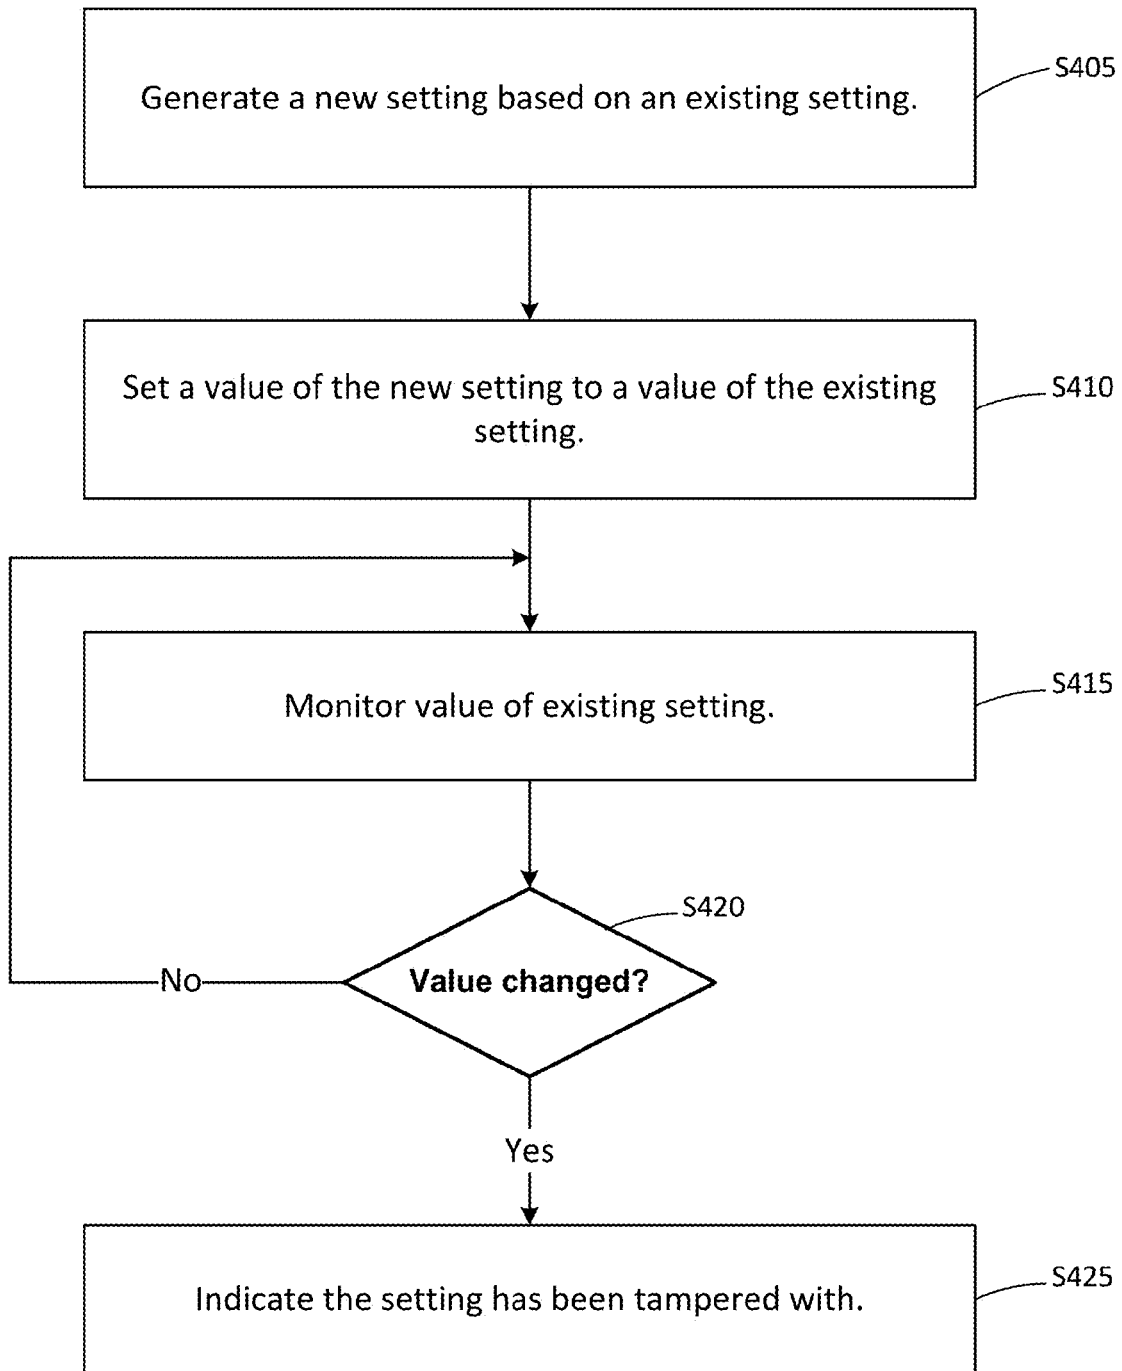 Generate a new setting based on an existing setting.
S405
Set a value of the new setting to a value of the existing
setting.
S410
Monitor value of existing setting.
S415
S420
Value changed?
No
Yes
Indicate the setting has been tampered with.
S425